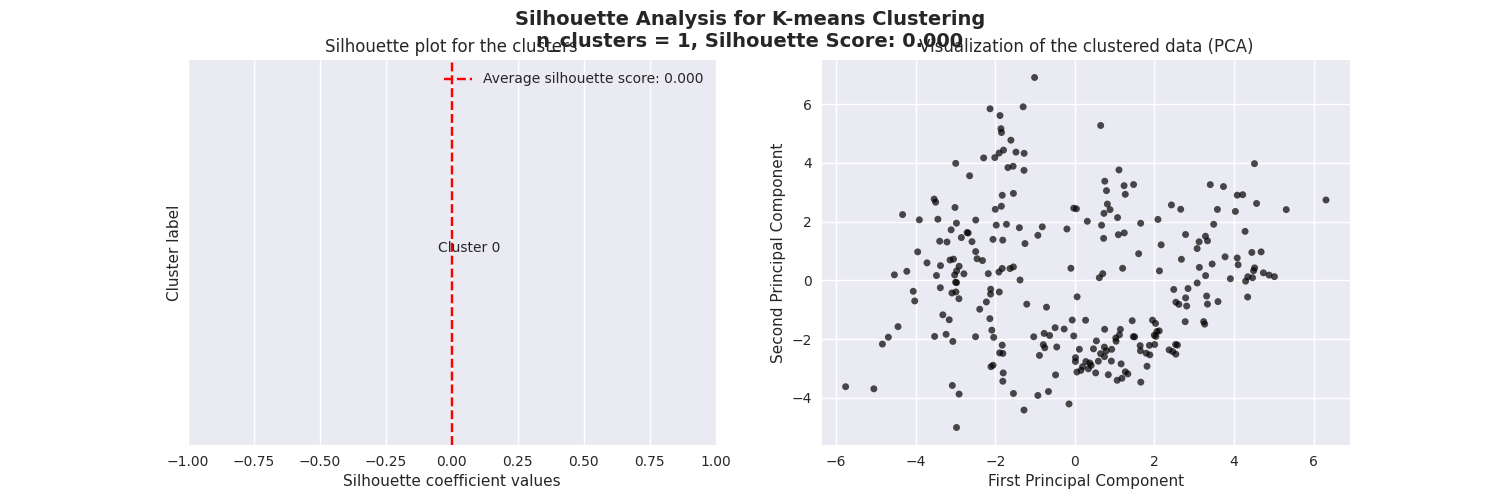 Silhouette Analysis for K-means Clustering
n_clusters = 1, Silhouette Score: 0.000
Silhouette plot for the clusters
Average silhouette score: 0.000
Cluster 0
Cluster label
−1.00 −0.75 −0.50 −0.25 0.00 0.25 0.50 0.75 1.00
Silhouette coefficient values
Visualization of the clustered data (PCA)
6
4
2
0
−2
−4
Second Principal Component
−6 −4 −2 0 2 4 6
First Principal Component